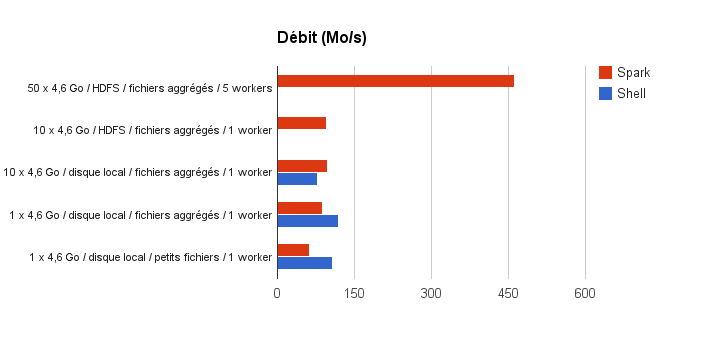 Débit (Mo/s)
50 x 4,6 Go / HDFS / fichiers aggrégés / 5 workers
10 x 4,6 Go / HDFS / fichiers aggrégés / 1 worker
10 x 4,6 Go / disque local / fichiers aggrégés / 1 worker
1 x 4,6 Go / disque local / fichiers aggrégés / 1 worker
1 x 4,6 Go / disque local / petits fichiers / 1 worker
0 150 300 450 600
Spark
Shell